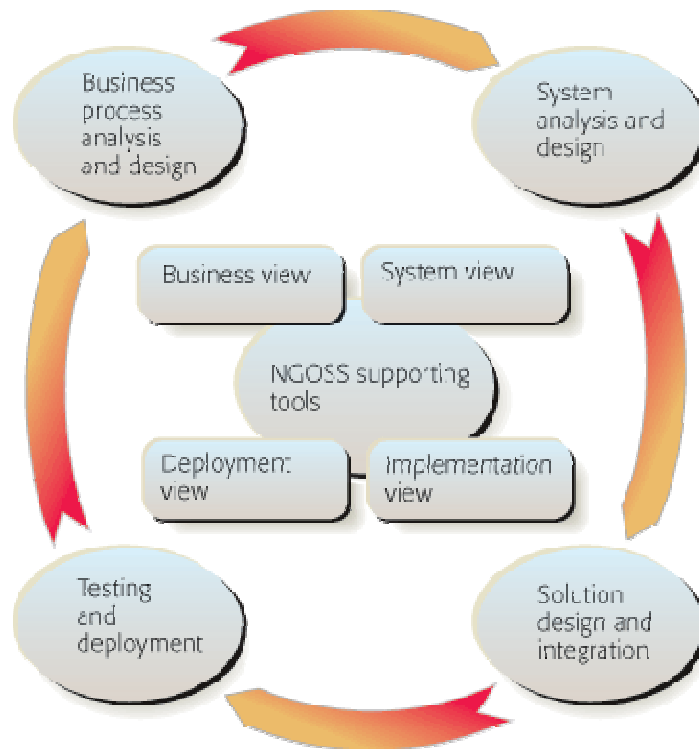 Business
process
analysis
and design
System
analysis and
design
Business view
System view
NGOSS supporting
tools
Deployment
view
Implementation
view
Testing
and
deployment
Solution
design and
integration